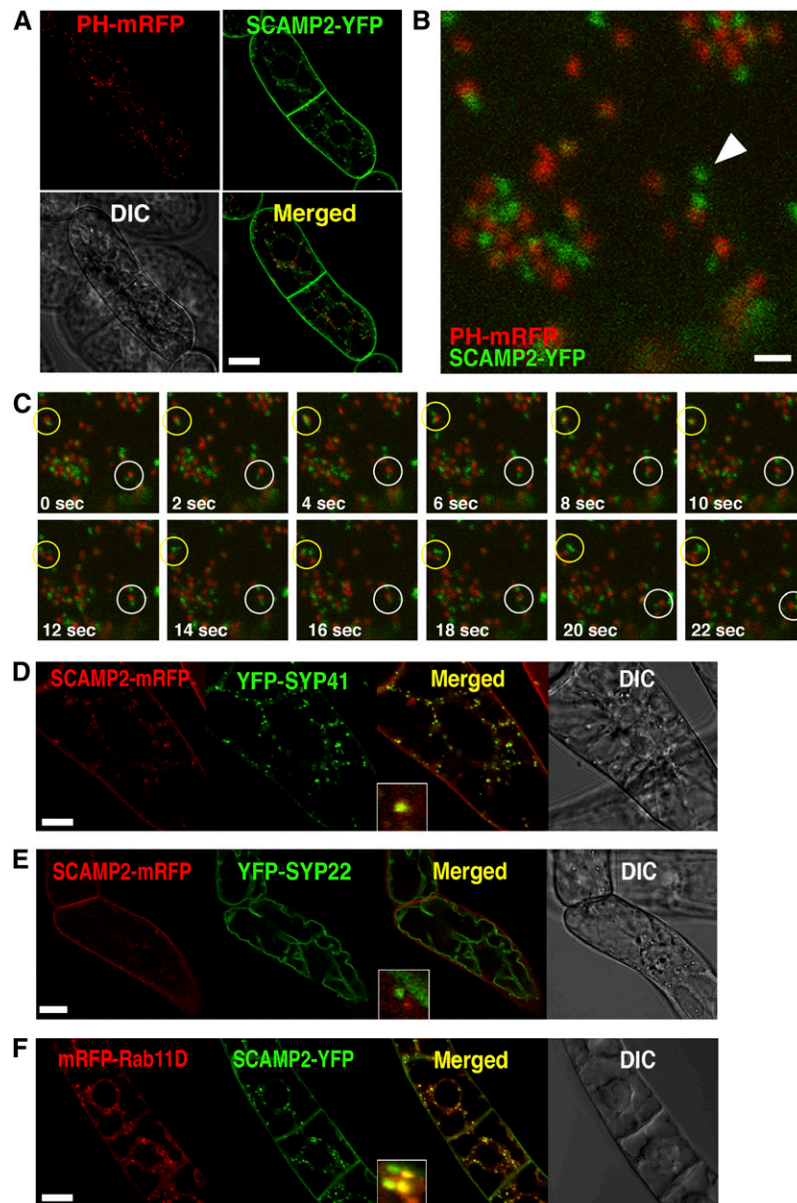 A
PH-mRFP
SCAMP2-YFP
DIC
Merged
B
PH-mRFP
SCAMP2-YFP
C
0 sec
2 sec
4 sec
6 sec
8 sec
10 sec
12 sec
14 sec
16 sec
18 sec
20 sec
22 sec
D
SCAMP2-mRFP
YFP-SYP41
Merged
DIC
E
SCAMP2-mRFP
YFP-SYP22
Merged
DIC
F
mRFP-Rab11D
SCAMP2-YFP
Merged
DIC